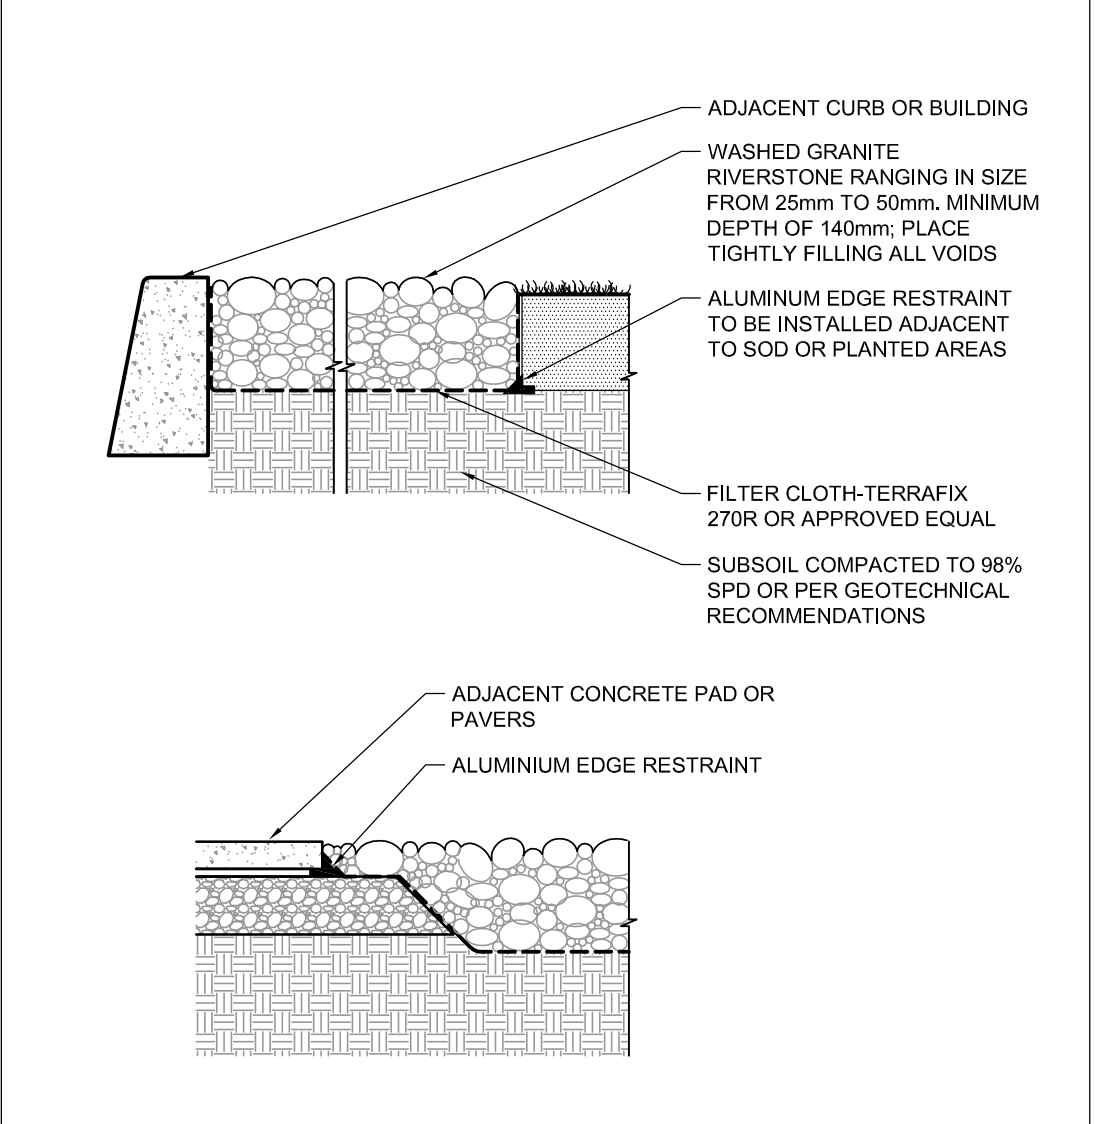 ADJACENT CURB OR BUILDING
WASHED GRANITE
RIVERSTONE RANGING IN SIZE
FROM 25mm TO 50mm. MINIMUM
DEPTH OF 140mm; PLACE
TIGHTLY FILLING ALL VOIDS
ALUMINUM EDGE RESTRAINT
TO BE INSTALLED ADJACENT
TO SOD OR PLANTED AREAS
FILTER CLOTH-TERRAFIX
270R OR APPROVED EQUAL
SUBSOIL COMPACTED TO 98%
SPD OR PER GEOTECHNICAL
RECOMMENDATIONS
ADJACENT CONCRETE PAD OR
PAVERS
ALUMINIUM EDGE RESTRAINT